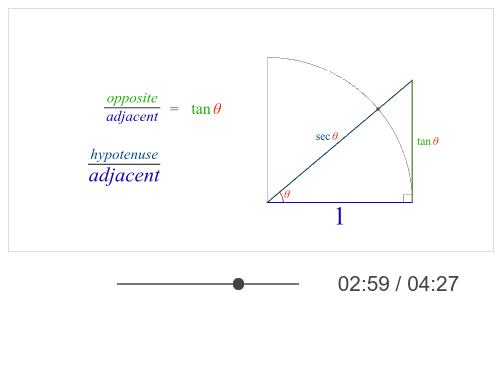 opposite
adjacent
= tan θ
hypotenuse
adjacent
sec θ
tan θ
θ
1
02:59 / 04:27